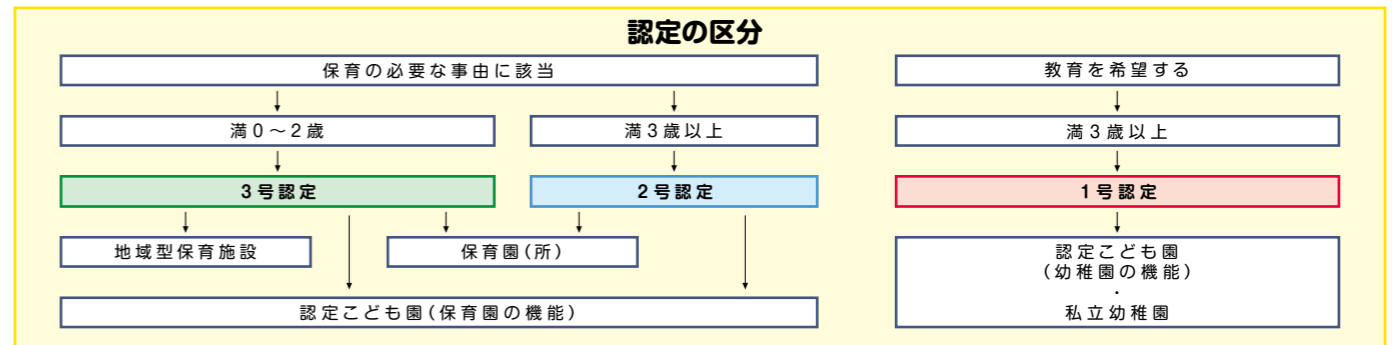 認定の区分
保育の必要な事由に該当
教育を希望する
満0～2歳
満3歳以上
満3歳以上
3号認定
2号認定
1号認定
地域型保育施設
保育園(所)
認定こども園(保育園の機能)
認定こども園
(幼稚園の機能)
・
私立幼稚園